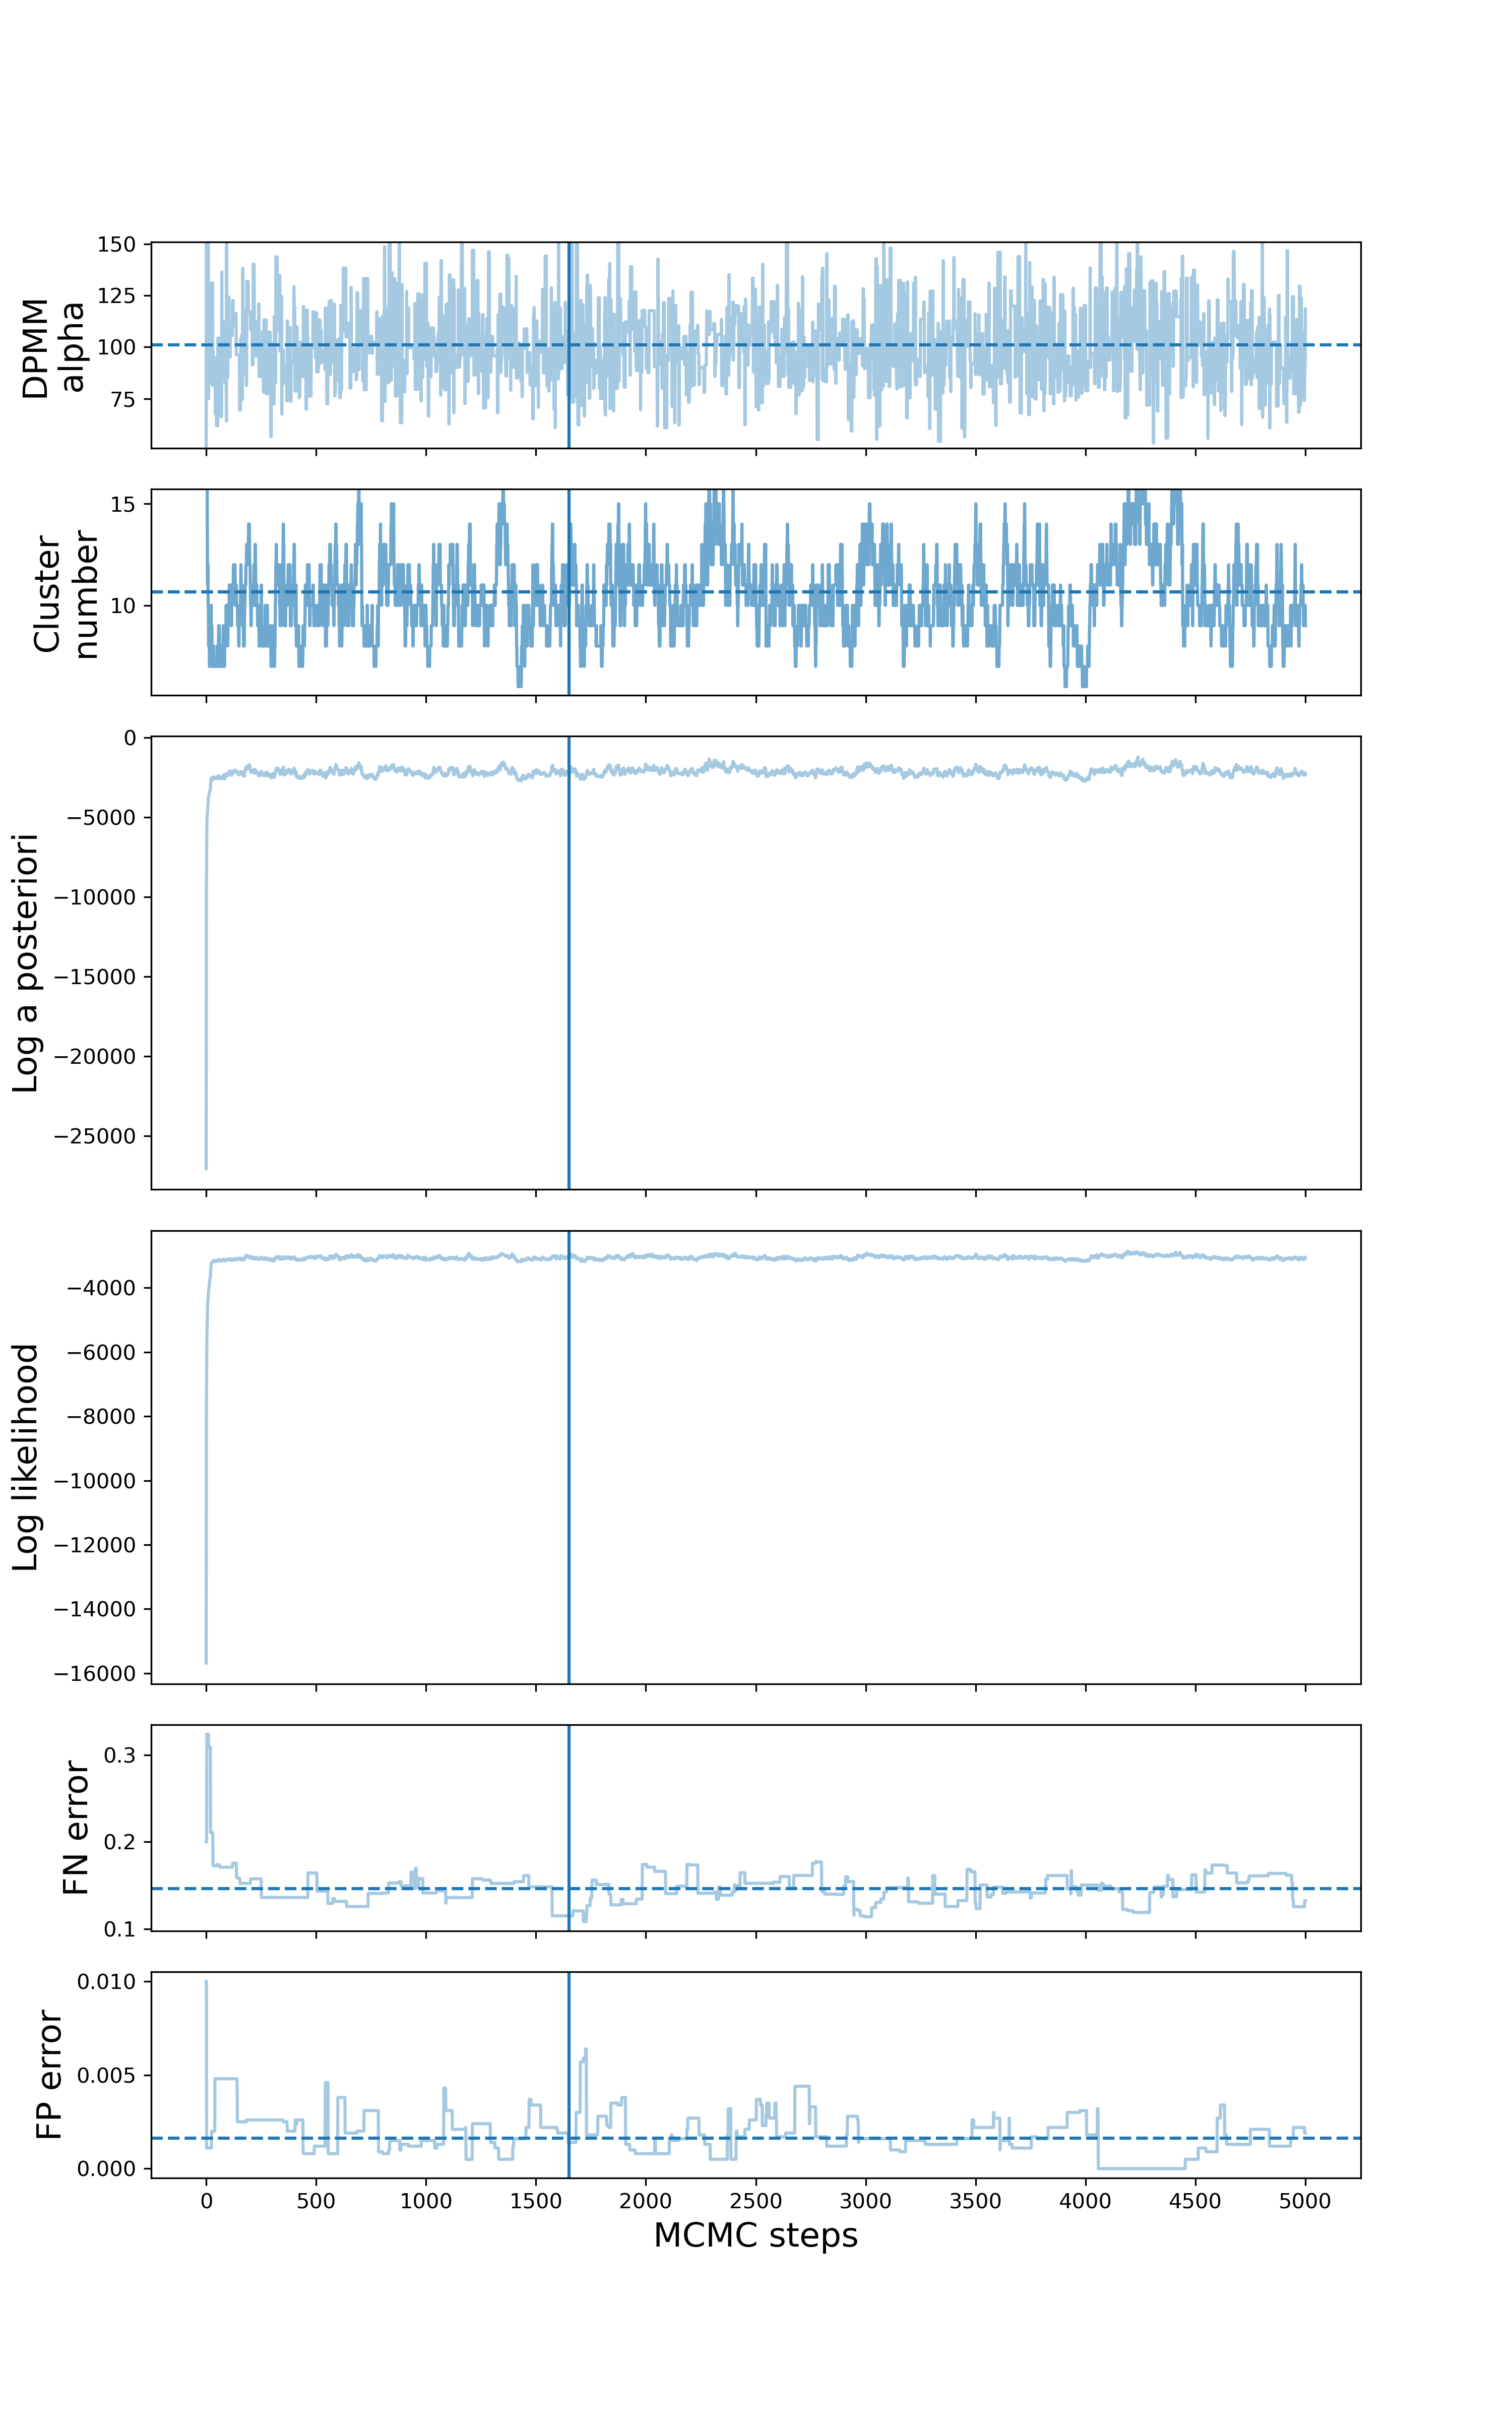 DPMM
alpha
150
125
100
75
Cluster
number
15
10
Log a posteriori
0
−5000
−10000
−15000
−20000
−25000
Log likelihood
−4000
−6000
−8000
−10000
−12000
−14000
−16000
FN error
0.3
0.2
0.1
FP error
0.010
0.005
0.000
0 500 1000 1500 2000 2500 3000 3500 4000 4500 5000
MCMC steps